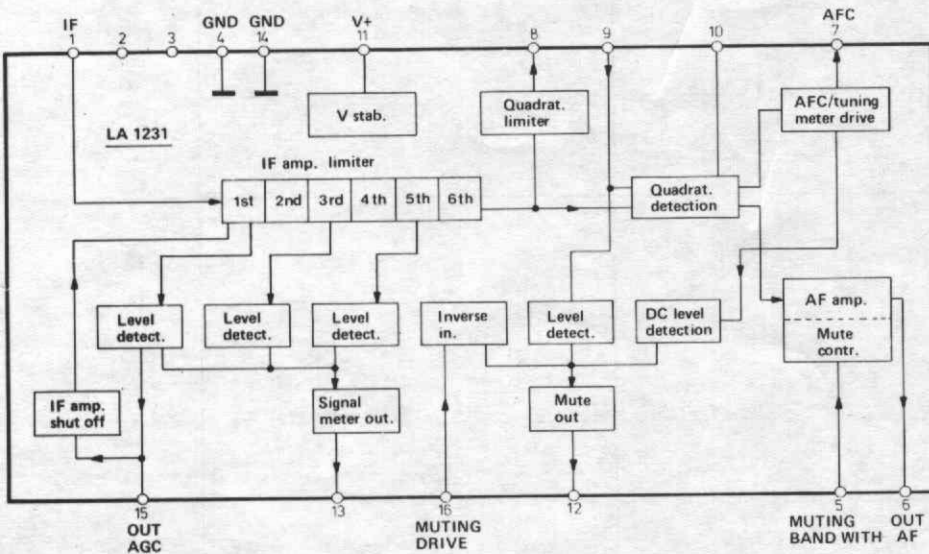 IF GND GND V+ AFC
1 2 3 4 14 11 8 9 10 7
LA 1231
V stab.
Quadrat.
limiter
AFC/tuning
meter drive
IF amp. limiter
1st 2nd 3rd 4th 5th 6th
Quadrat.
detection
Level
detect.
Level
detect.
Level
detect.
Inverse
in.
Level
detect.
DC level
detection
AF amp.
Mute
contr.
IF amp.
shut off
Signal
meter out.
Mute
out
15 13 16 12 5 6
OUT
AGC
MUTING
DRIVE
MUTING
BAND WITH
OUT
AF